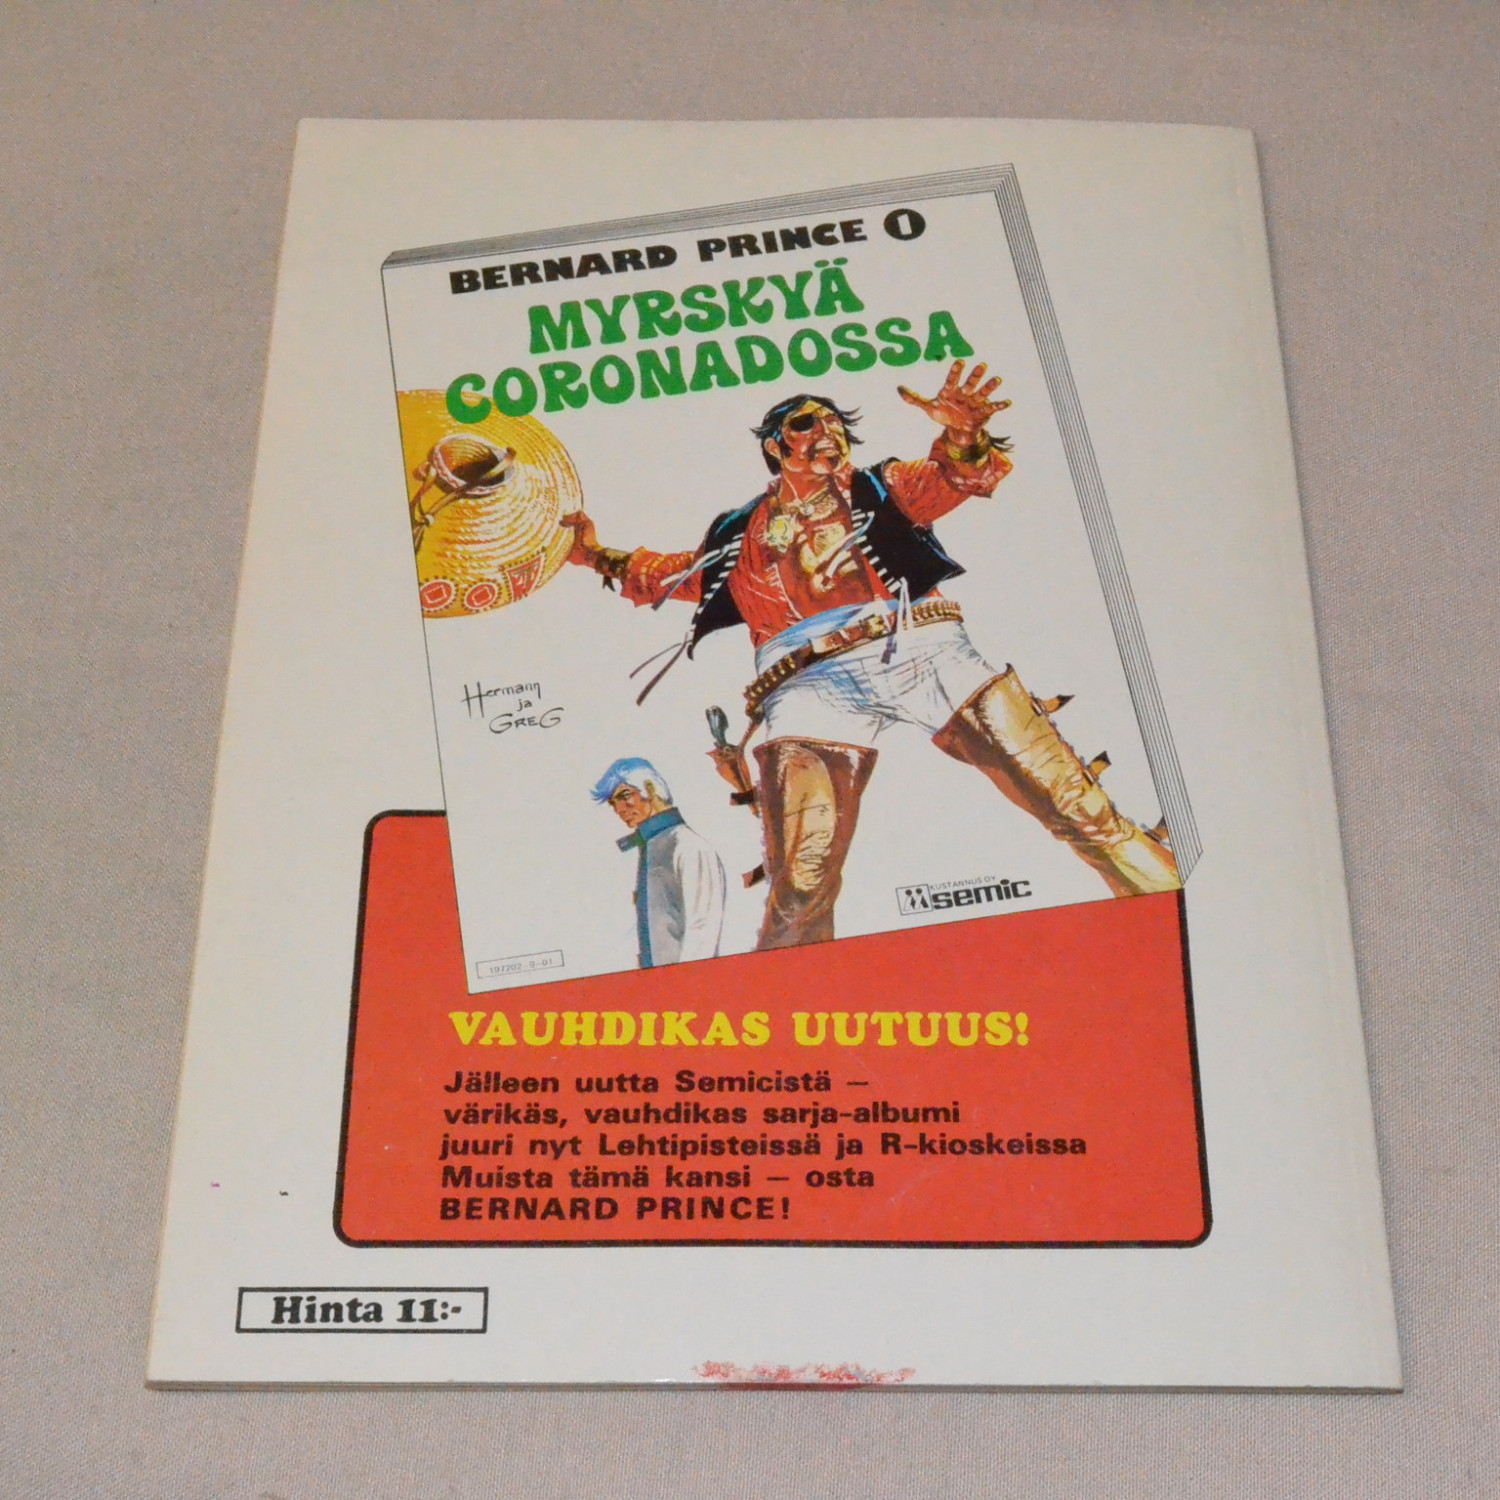 BERNARD PRINCE 1
MYRSKYÄ
CORONADOSSA
Hermann
ja
GREG
KUSTANNUS OY
semic
197202-9-01
VAUHDIKAS UUTUUS!
Jälleen uutta Semicistä —
värikäs, vauhdikas sarja-albumi
juuri nyt Lehtipisteissä ja R-kioskeissa
Muista tämä kansi — osta
BERNARD PRINCE!
Hinta 11:-